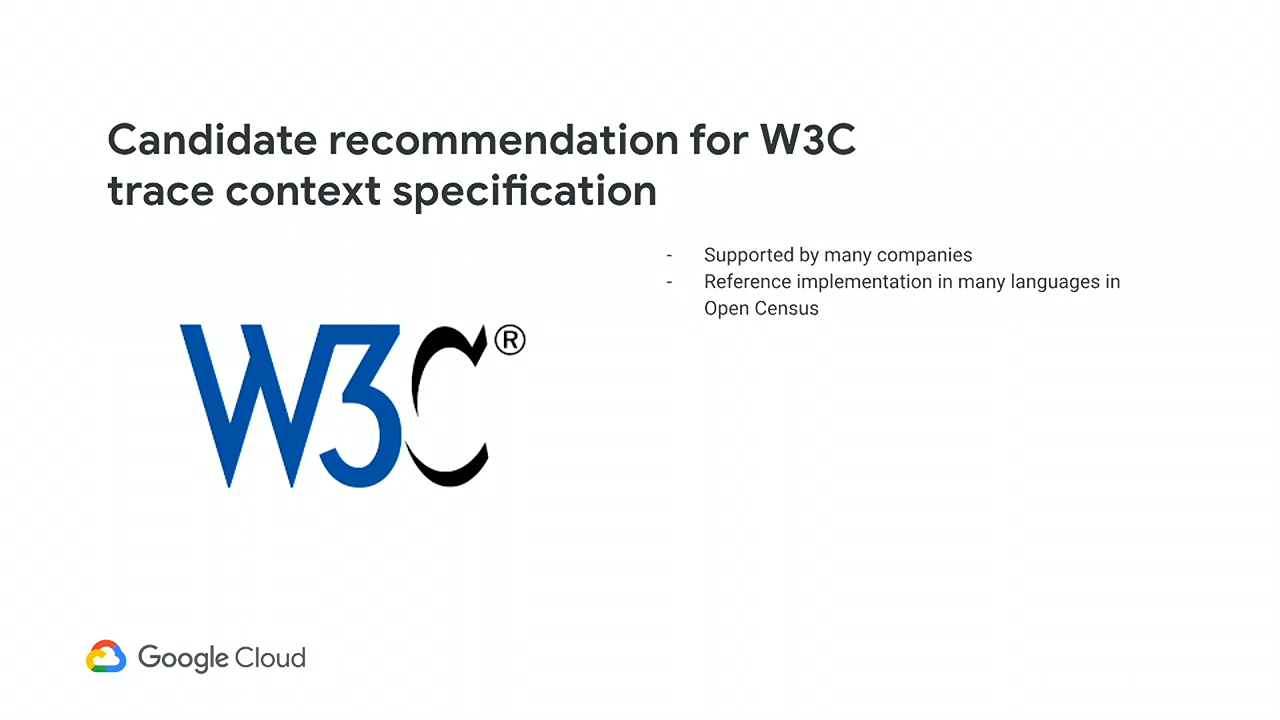 Candidate recommendation for W3C
trace context specification
- Supported by many companies
- Reference implementation in many languages in
Open Census
W3C®
Google Cloud